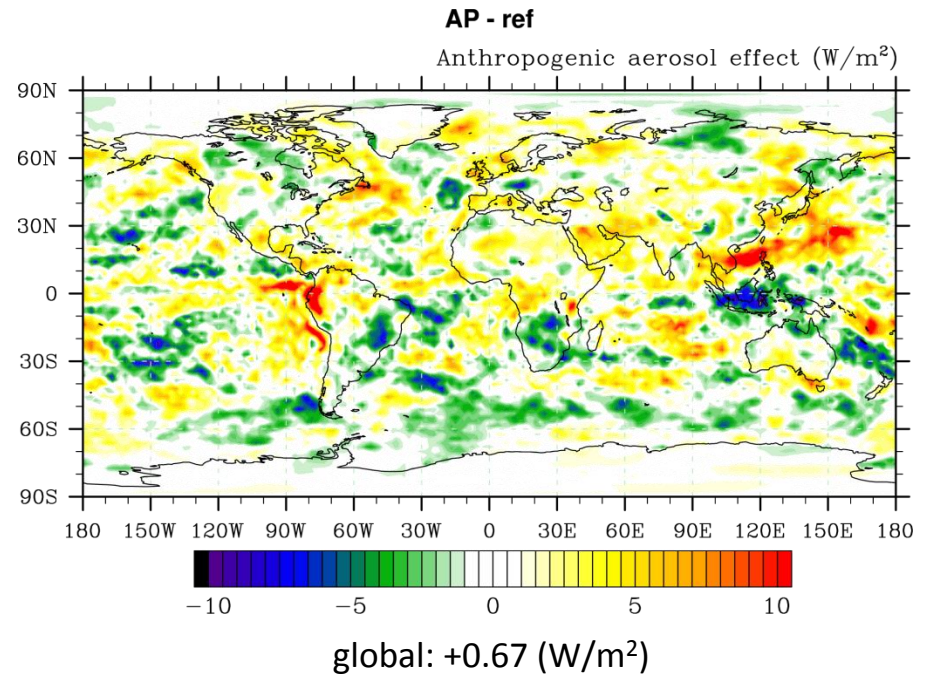 AP - ref
Anthropogenic aerosol effect (W/m²)
90N
60N
30N
0
30S
60S
90S
180 150W 120W 90W 60W 30W 0 30E 60E 90E 120E 150E 180
−10 −5 0 5 10
global: +0.67 (W/m²)